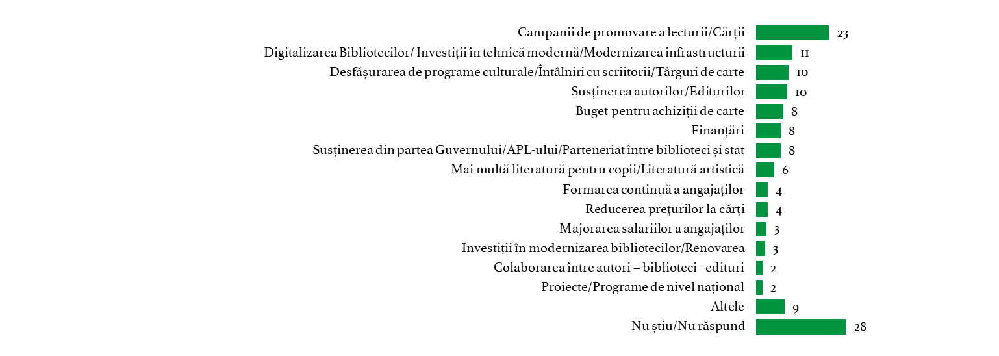 Campanii de promovare a lecturii/Cărții 23
Digitalizarea Bibliotecilor/ Investiții în tehnică modernă/Modernizarea infrastructurii 11
Desfășurarea de programe culturale/Întâlniri cu scriitorii/Târguri de carte 10
Susținerea autorilor/Editurilor 10
Buget pentru achiziții de carte 8
Finanțări 8
Susținerea din partea Guvernului/APL-ului/Parteneriat între biblioteci și stat 8
Mai multă literatură pentru copii/Literatură artistică 6
Formarea continuă a angajaților 4
Reducerea prețurilor la cărți 4
Majorarea salariilor a angajaților 3
Investiții în modernizarea bibliotecilor/Renovarea 3
Colaborarea între autori – biblioteci - edituri 2
Proiecte/Programe de nivel național 2
Altele 9
Nu știu/Nu răspund 28